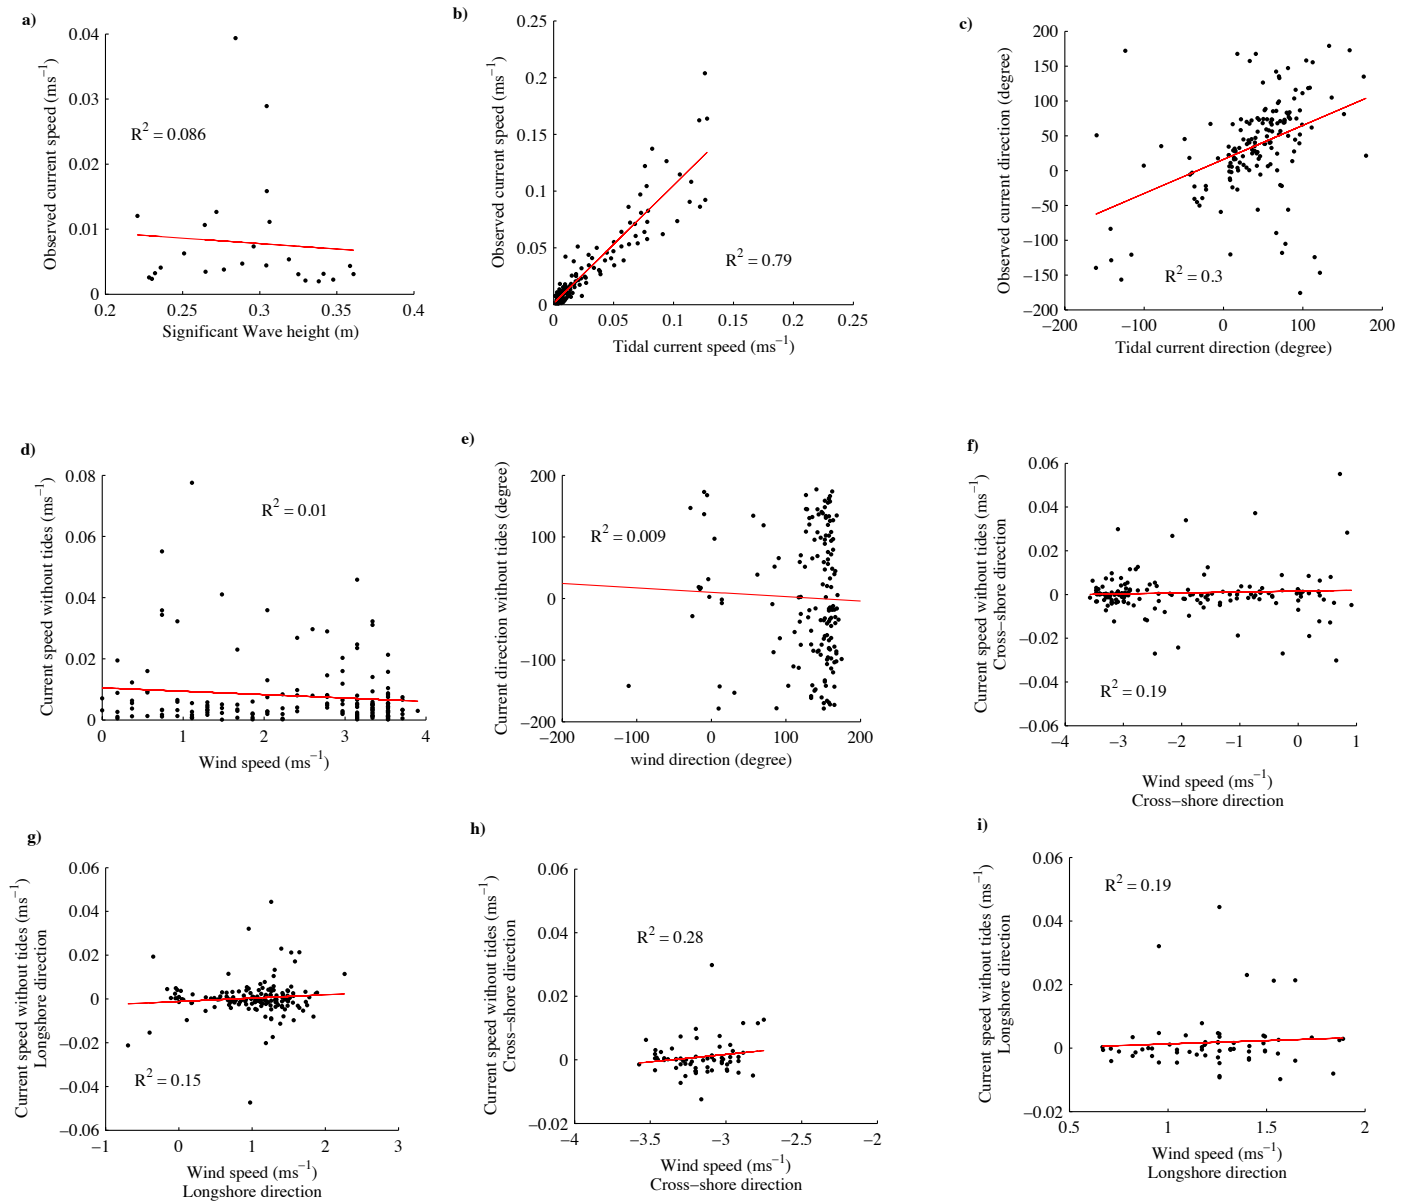 a)
0.04
0.03
0.02
0.01
0
Observed current speed (ms⁻¹)
R² = 0.086
0.2 0.25 0.3 0.35 0.4
Significant Wave height (m)
b)
0.25
0.2
0.15
0.1
0.05
0
Observed current speed (ms⁻¹)
R² = 0.79
0 0.05 0.1 0.15 0.2 0.25
Tidal current speed (ms⁻¹)
c)
200
150
100
50
0
−50
−100
−150
−200
Observed current direction (degree)
R² = 0.3
−200 −100 0 100 200
Tidal current direction (degree)
d)
0.08
0.06
0.04
0.02
0
Current speed without tides (ms⁻¹)
R² = 0.01
0 1 2 3 4
Wind speed (ms⁻¹)
e)
200
100
0
−100
−200
Current direction without tides (degree)
R² = 0.009
−200 −100 0 100 200
wind direction (degree)
f)
0.06
0.04
0.02
0
−0.02
−0.04
−0.06
Current speed without tides (ms⁻¹)
Cross−shore direction
R² = 0.19
−4 −3 −2 −1 0 1
Wind speed (ms⁻¹)
Cross−shore direction
g)
0.06
0.04
0.02
0
−0.02
−0.04
−0.06
Current speed without tides (ms⁻¹)
Longshore direction
R² = 0.15
−1 0 1 2 3
Wind speed (ms⁻¹)
Longshore direction
h)
0.06
0.04
0.02
0
−0.02
Current speed without tides (ms⁻¹)
Cross−shore direction
R² = 0.28
−4 −3.5 −3 −2.5 −2
Wind speed (ms⁻¹)
Cross−shore direction
i)
0.06
0.04
0.02
0
−0.02
Current speed without tides (ms⁻¹)
Longshore direction
R² = 0.19
0.5 1 1.5 2
Wind speed (ms⁻¹)
Longshore direction